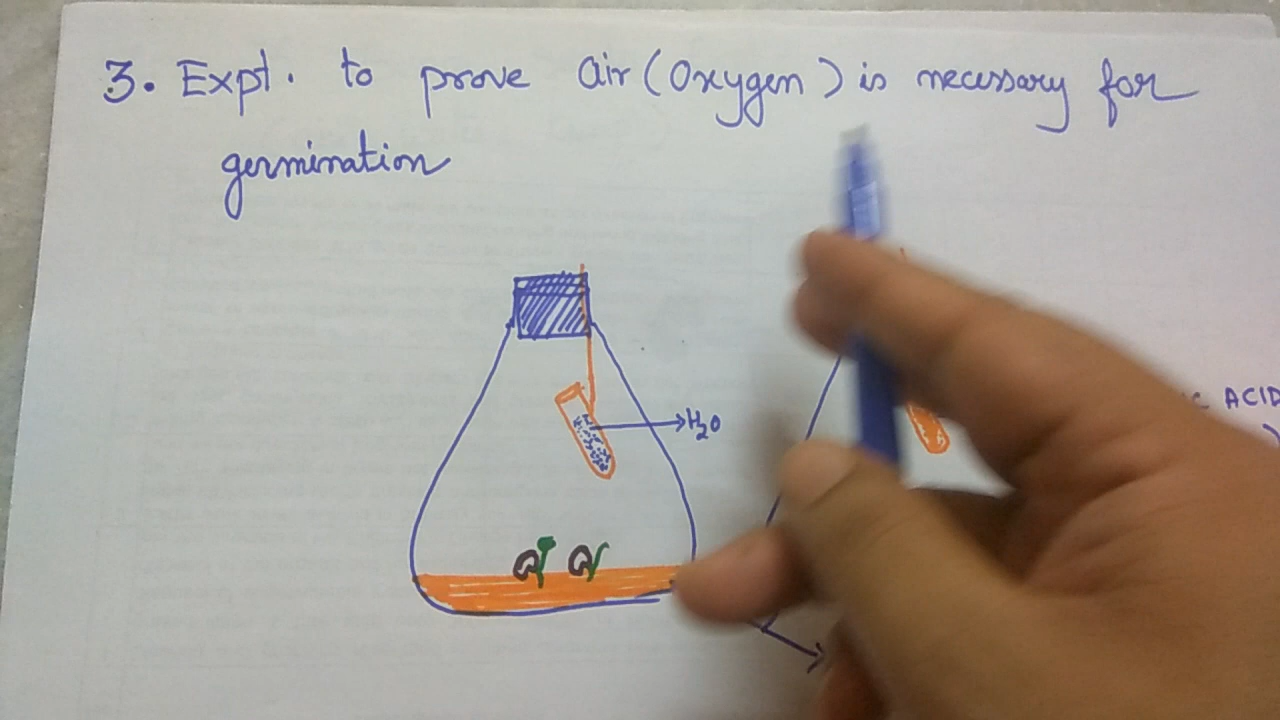 3. Expt. to prove air (Oxygen) is necessary for
germination
H₂O
ACID
)